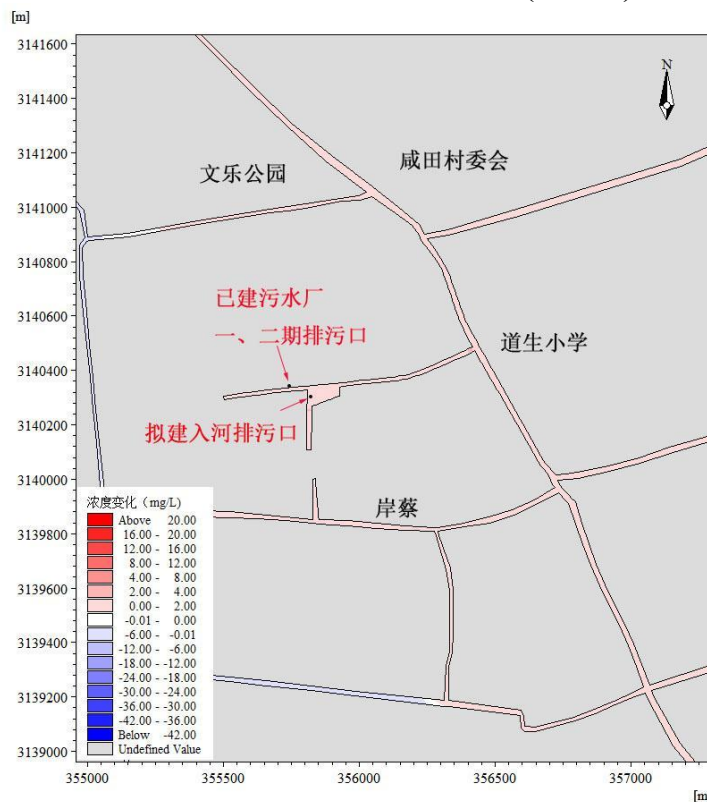 [m]
3141600
N
3141400
咸田村委会
3141200
文乐公园
3141000
3140800
已建污水厂
3140600
一、二期排污口
道生小学
3140400
3140200
拟建入河排污口
3140000
浓度变化（mg/L）
岸蔡
Above 20.00
16.00 - 20.00
12.00 - 16.00
8.00 - 12.00
4.00 - 8.00
2.00 - 4.00
0.00 - 2.00
-0.01 - 0.00
-6.00 - -0.01
-12.00 - -6.00
-18.00 - -12.00
-24.00 - -18.00
-30.00 - -24.00
-36.00 - -30.00
-42.00 - -36.00
Below -42.00
Undefined Value
3139800
3139600
3139400
3139200
3139000
355000 355500 356000 356500 357000
[m